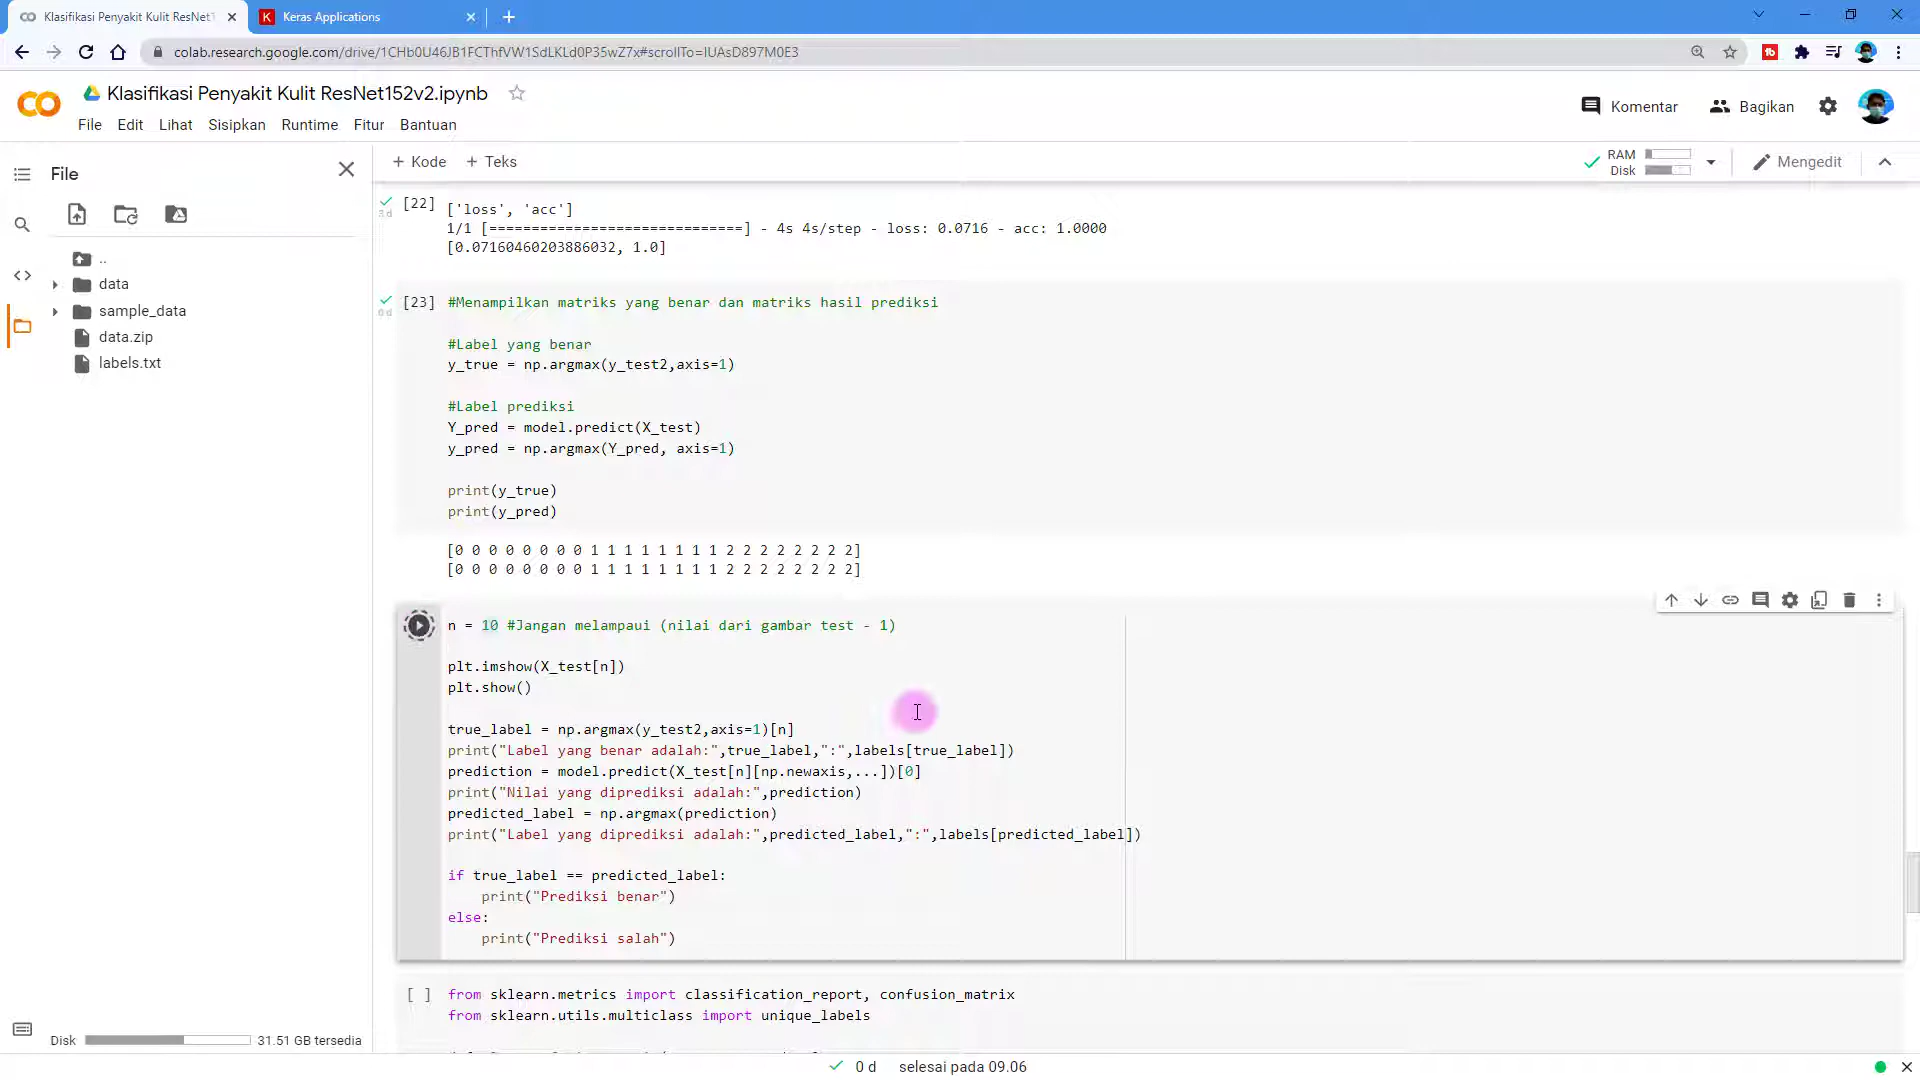 Klasifikasi Penyakit Kulit ResNet1
Keras Applications
colab.research.google.com/drive/1CHb0U46JB1FCThfVW1SdLKLd0P35wZ7x#scrollTo=IUAsD897M0E3
Klasifikasi Penyakit Kulit ResNet152v2.ipynb
Komentar
Bagikan
File Edit Lihat Sisipkan Runtime Fitur Bantuan
File
+ Kode + Teks
RAM
Disk
Mengedit
..
data
sample_data
data.zip
labels.txt
[22]
3 d
['loss', 'acc']
1/1 [==============================] - 4s 4s/step - loss: 0.0716 - acc: 1.0000
[0.07160460203886032, 1.0]
[23]
0 d
#Menampilkan matriks yang benar dan matriks hasil prediksi
#Label yang benar
y_true = np.argmax(y_test2,axis=1)
#Label prediksi
Y_pred = model.predict(X_test)
y_pred = np.argmax(Y_pred, axis=1)
print(y_true)
print(y_pred)
[0 0 0 0 0 0 0 0 1 1 1 1 1 1 1 1 2 2 2 2 2 2 2 2]
[0 0 0 0 0 0 0 0 1 1 1 1 1 1 1 1 2 2 2 2 2 2 2 2]
n = 10 #Jangan melampaui (nilai dari gambar test - 1)
plt.imshow(X_test[n])
plt.show()
true_label = np.argmax(y_test2,axis=1)[n]
print("Label yang benar adalah:",true_label,":",labels[true_label])
prediction = model.predict(X_test[n][np.newaxis,...])[0]
print("Nilai yang diprediksi adalah:",prediction)
predicted_label = np.argmax(prediction)
print("Label yang diprediksi adalah:",predicted_label,":",labels[predicted_label])
if true_label == predicted_label:
print("Prediksi benar")
else:
print("Prediksi salah")
[ ]
from sklearn.metrics import classification_report, confusion_matrix
from sklearn.utils.multiclass import unique_labels
Disk
31.51 GB tersedia
0 d selesai pada 09.06